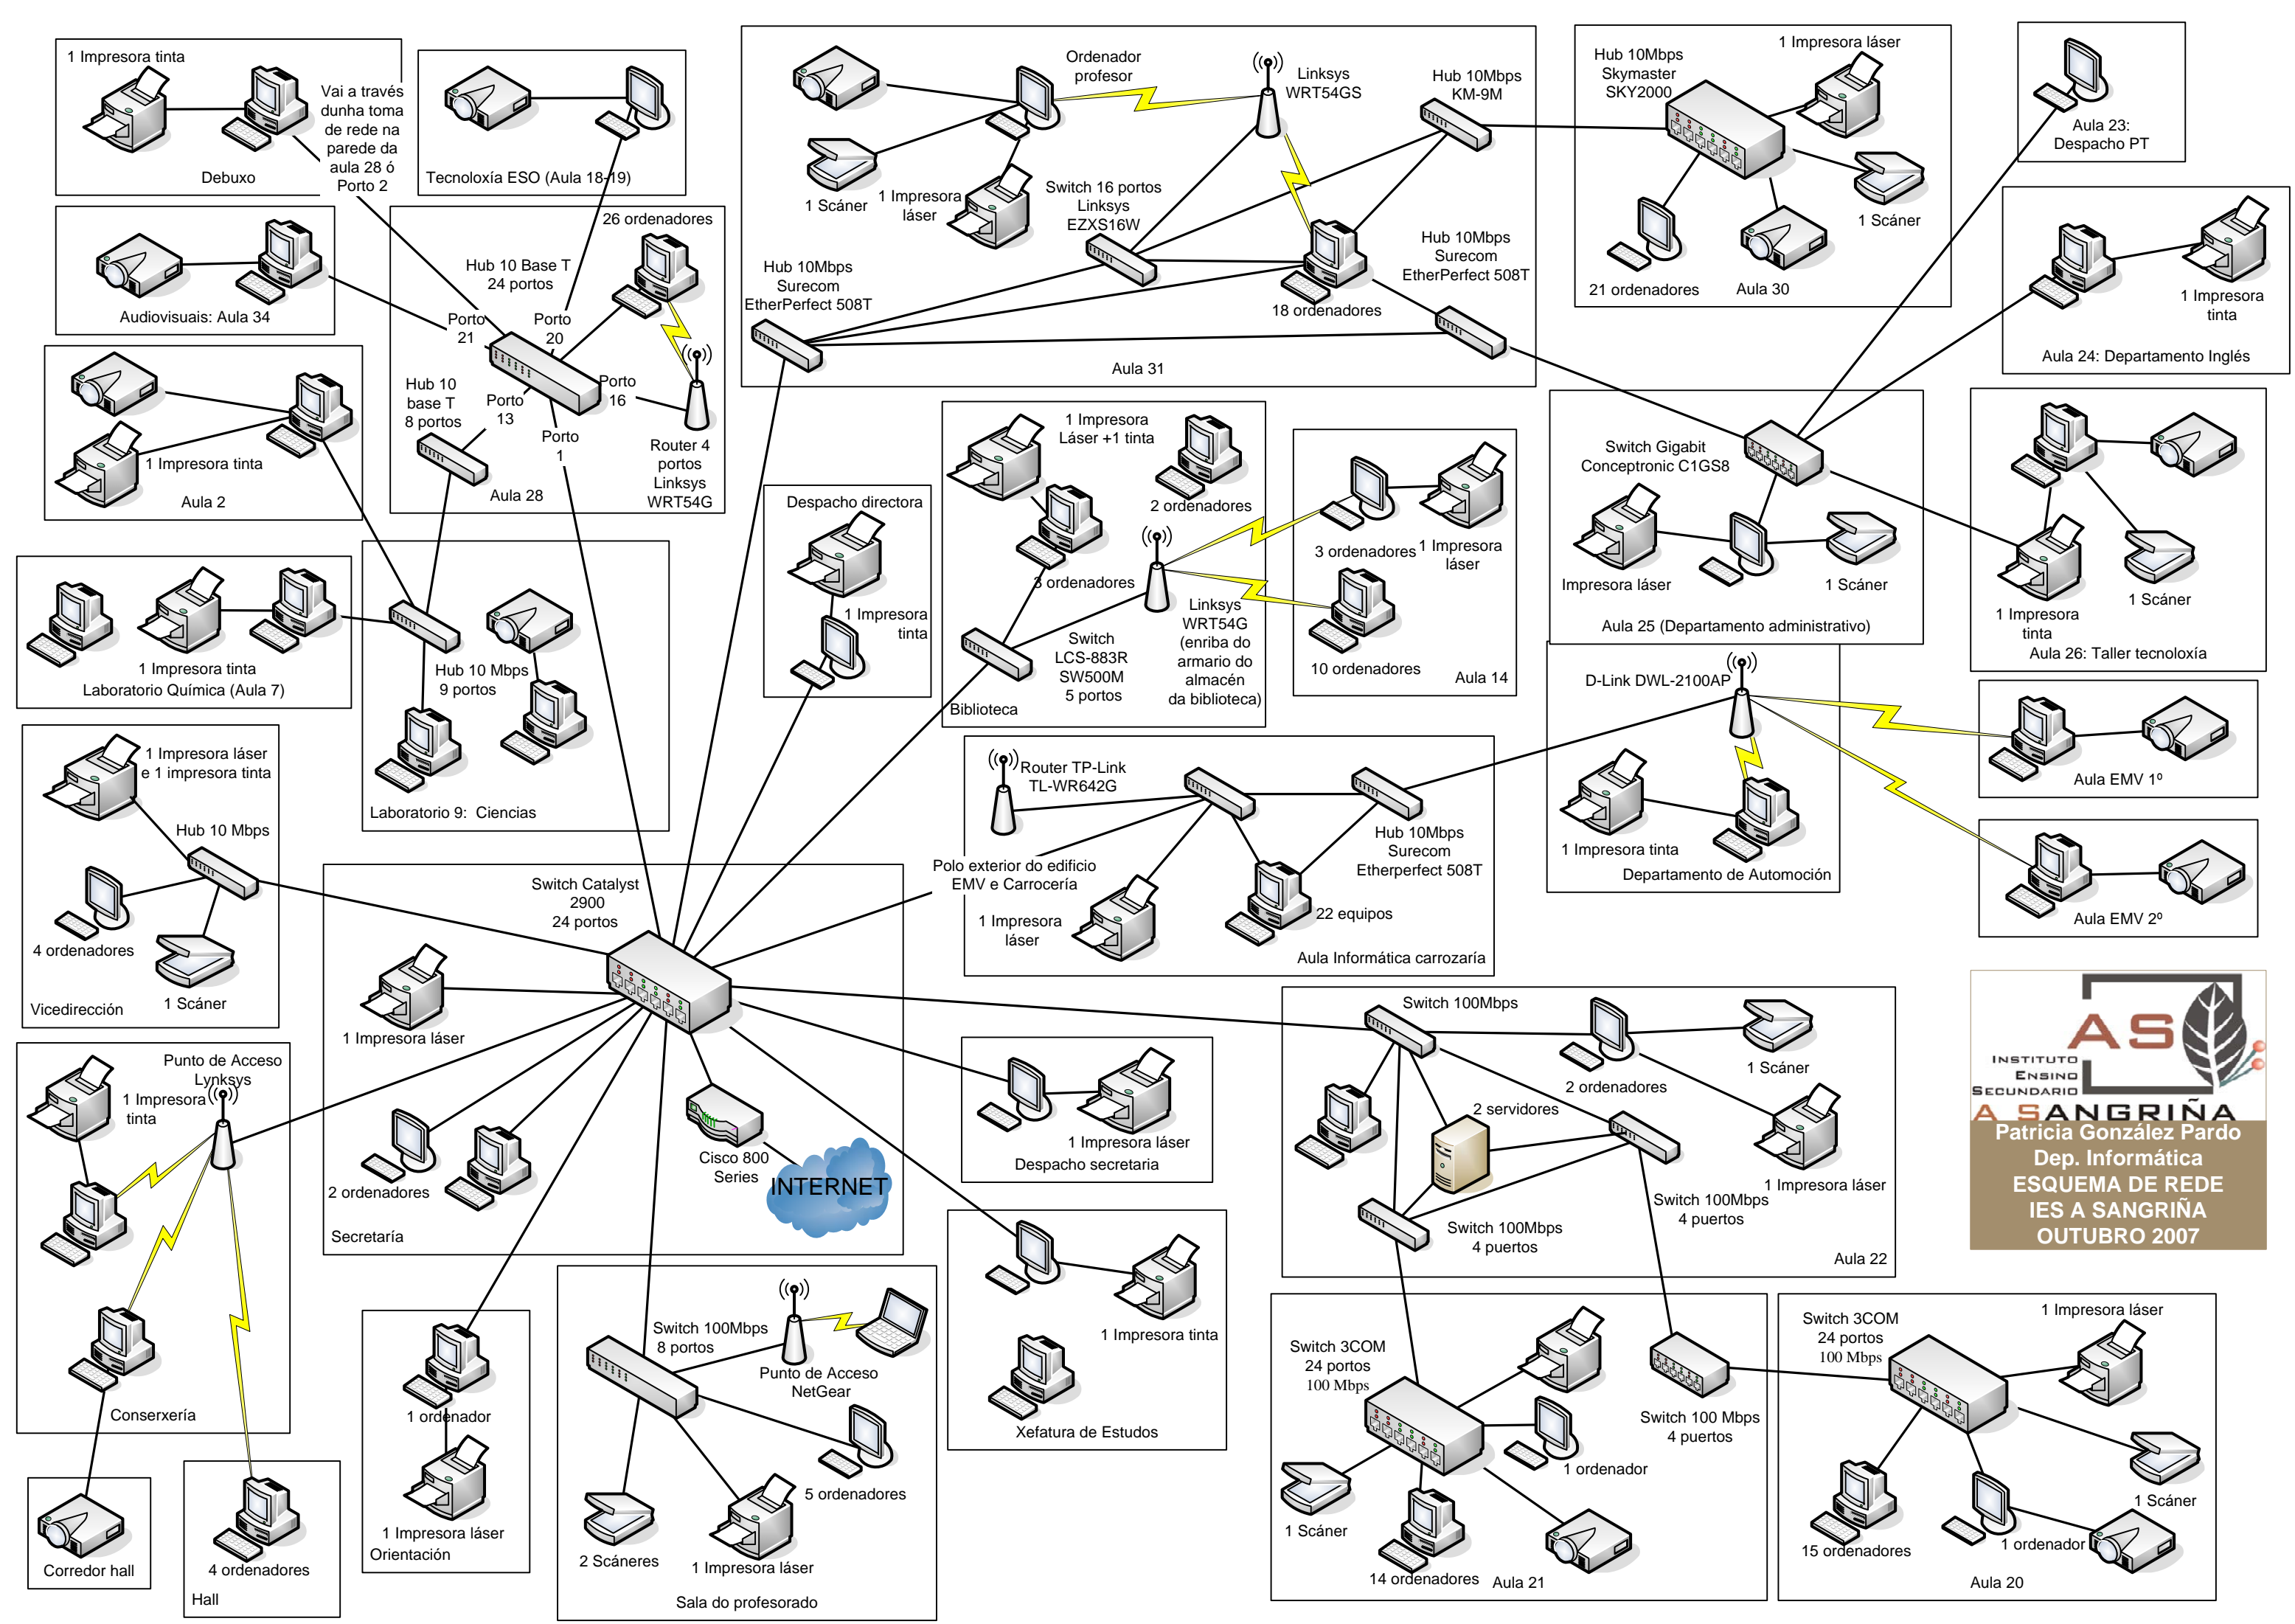 1 Impresora tinta
Debuxo
Vai a través
dunha toma
de rede na
parede da
aula 28 ó
Porto 2
Tecnoloxía ESO (Aula 18-19)
Audiovisuais: Aula 34
26 ordenadores
Hub 10 Base T
24 portos
Porto
21
Porto
20
Porto
16
Hub 10
base T
8 portos
Porto
13
Porto
1
Router 4
portos
Linksys
WRT54G
Aula 28
1 Impresora tinta
Aula 2
1 Impresora tinta
Laboratorio Química (Aula 7)
Hub 10 Mbps
9 portos
Laboratorio 9: Ciencias
Ordenador
profesor
Linksys
WRT54GS
Hub 10Mbps
KM-9M
1 Scáner
1 Impresora
láser
Switch 16 portos
Linksys
EZXS16W
Hub 10Mbps
Surecom
EtherPerfect 508T
Hub 10Mbps
Surecom
EtherPerfect 508T
18 ordenadores
Aula 31
Hub 10Mbps
Skymaster
SKY2000
1 Impresora láser
1 Scáner
21 ordenadores
Aula 30
Aula 23:
Despacho PT
1 Impresora
tinta
Aula 24: Departamento Inglés
Switch Gigabit
Conceptronic C1GS8
Impresora láser
1 Scáner
Aula 25 (Departamento administrativo)
1 Impresora
tinta
1 Scáner
Aula 26: Taller tecnoloxía
Despacho directora
1 Impresora
tinta
1 Impresora
Láser +1 tinta
2 ordenadores
3 ordenadores
Switch
LCS-883R
SW500M
5 portos
Linksys
WRT54G
(enriba do
armario do
almacén
da biblioteca)
Biblioteca
3 ordenadores
1 Impresora
láser
10 ordenadores
Aula 14
D-Link DWL-2100AP
1 Impresora tinta
Departamento de Automoción
Aula EMV 1º
Aula EMV 2º
Router TP-Link
TL-WR642G
Hub 10Mbps
Surecom
Etherperfect 508T
Polo exterior do edificio
EMV e Carrocería
1 Impresora
láser
22 equipos
Aula Informática carrozaría
1 Impresora láser
e 1 impresora tinta
Hub 10 Mbps
4 ordenadores
1 Scáner
Vicedirección
Switch Catalyst
2900
24 portos
1 Impresora láser
2 ordenadores
Cisco 800
Series
INTERNET
Secretaría
Punto de Acceso
Lynksys
1 Impresora
tinta
Conserxería
Corredor hall
4 ordenadores
Hall
1 ordenador
1 Impresora láser
Orientación
Switch 100Mbps
8 portos
Punto de Acceso
NetGear
5 ordenadores
2 Scáneres
1 Impresora láser
Sala do profesorado
1 Impresora láser
Despacho secretaria
1 Impresora tinta
Xefatura de Estudos
Switch 100Mbps
2 ordenadores
1 Scáner
2 servidores
1 Impresora láser
Switch 100Mbps
4 puertos
Switch 100Mbps
4 puertos
Aula 22
Switch 3COM
24 portos
100 Mbps
Switch 100 Mbps
4 puertos
1 Scáner
1 ordenador
14 ordenadores
Aula 21
Switch 3COM
24 portos
100 Mbps
1 Impresora láser
1 Scáner
15 ordenadores
1 ordenador
Aula 20
AS
INSTITUTO
ENSINO
SECUNDARIO
A SANGRIÑA
Patricia González Pardo
Dep. Informática
ESQUEMA DE REDE
IES A SANGRIÑA
OUTUBRO 2007